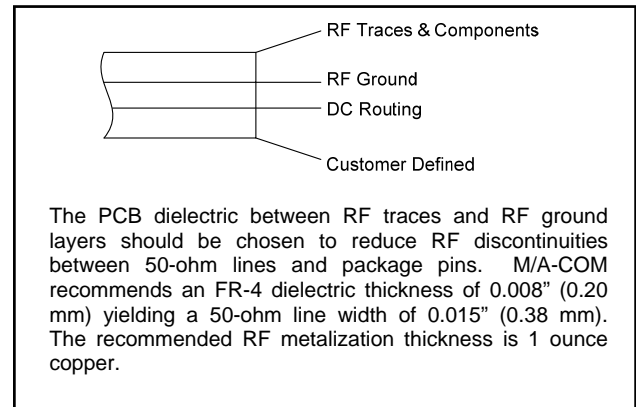 RF Traces & Components
RF Ground
DC Routing
Customer Defined
The PCB dielectric between RF traces and RF ground
layers should be chosen to reduce RF discontinuities
between 50-ohm lines and package pins. M/A-COM
recommends an FR-4 dielectric thickness of 0.008” (0.20
mm) yielding a 50-ohm line width of 0.015” (0.38 mm).
The recommended RF metalization thickness is 1 ounce
copper.